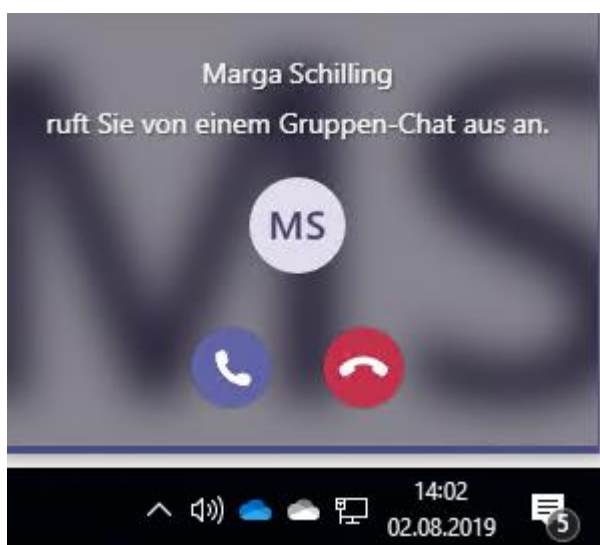 Marga Schilling
ruft Sie von einem Gruppen-Chat aus an.
MS
14:02
02.08.2019
5